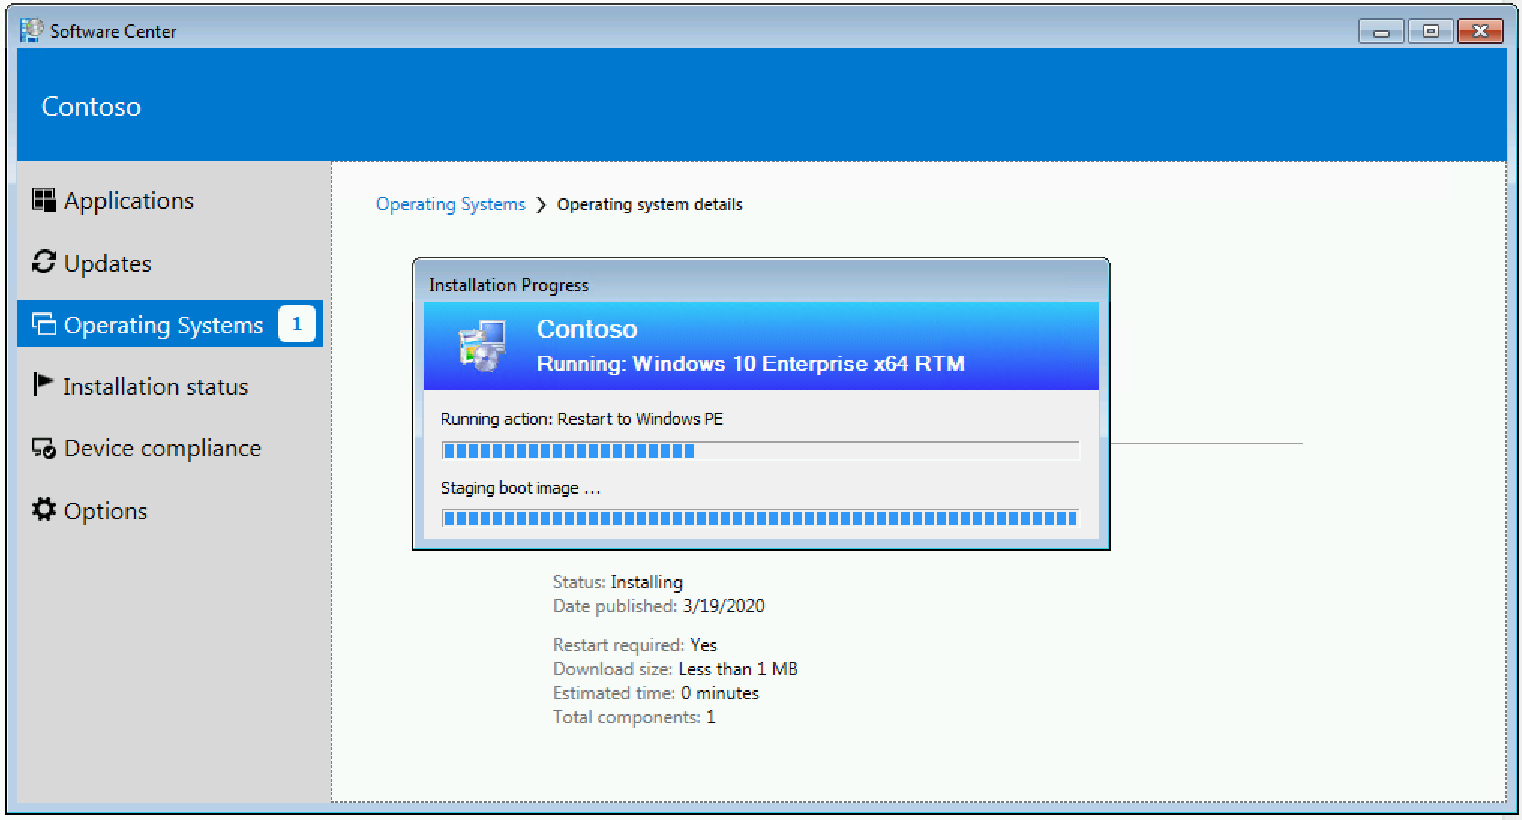 Software Center
Contoso
Applications
Updates
Operating Systems 1
Installation status
Device compliance
Options
Operating Systems > Operating system details
Installation Progress
Contoso
Running: Windows 10 Enterprise x64 RTM
Running action: Restart to Windows PE
Staging boot image ...
Status: Installing
Date published: 3/19/2020
Restart required: Yes
Download size: Less than 1 MB
Estimated time: 0 minutes
Total components: 1